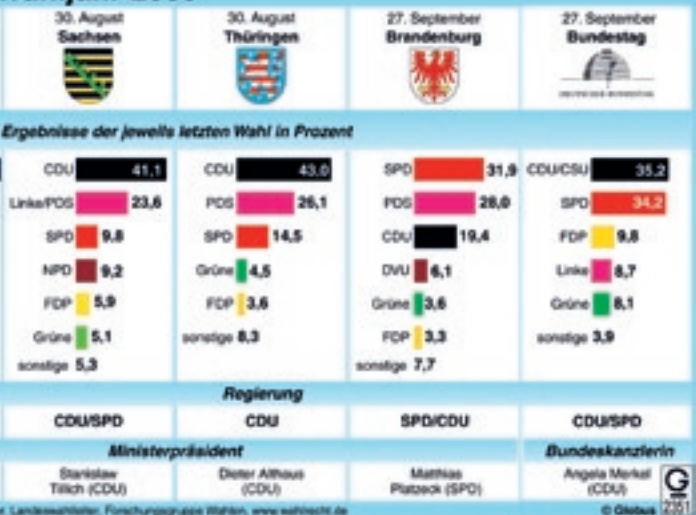 30. August
Sachsen
30. August
Thüringen
27. September
Brandenburg
27. September
Bundestag
DEUTSCHER BUNDESTAG
Ergebnisse der jeweils letzten Wahl in Prozent
CDU 41,1
Linke/PDS 23,6
SPD 9,8
NPD 9,2
FDP 5,9
Grüne 5,1
sonstige 5,3
CDU 43,0
PDS 26,1
SPD 14,5
Grüne 4,5
FDP 3,6
sonstige 8,3
SPD 31,9
PDS 28,0
CDU 19,4
DVU 6,1
Grüne 3,6
FDP 3,3
sonstige 7,7
CDU/CSU 35,2
SPD 34,2
FDP 9,8
Linke 8,7
Grüne 8,1
sonstige 3,9
Regierung
CDU/SPD
CDU
SPD/CDU
CDU/SPD
Ministerpräsident
Bundeskanzlerin
Stanislaw
Tillich (CDU)
Dieter Althaus
(CDU)
Matthias
Platzeck (SPD)
Angela Merkel
(CDU)
Landeswahlleiter, Forschungsgruppe Wahlen, www.wahlrecht.de
© Globus
G
2351